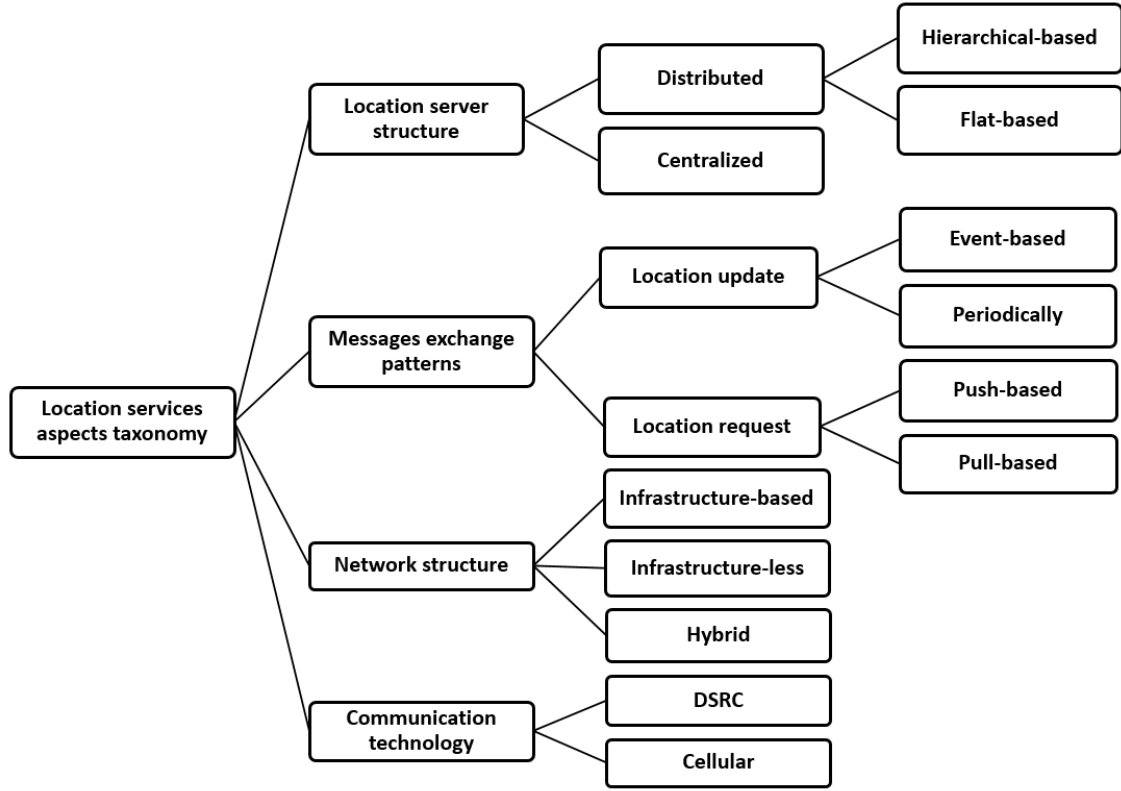 Location services
aspects taxonomy
Location server
structure
Distributed
Hierarchical-based
Flat-based
Centralized
Messages exchange
patterns
Location update
Event-based
Periodically
Location request
Push-based
Pull-based
Network structure
Infrastructure-based
Infrastructure-less
Hybrid
Communication
technology
DSRC
Cellular